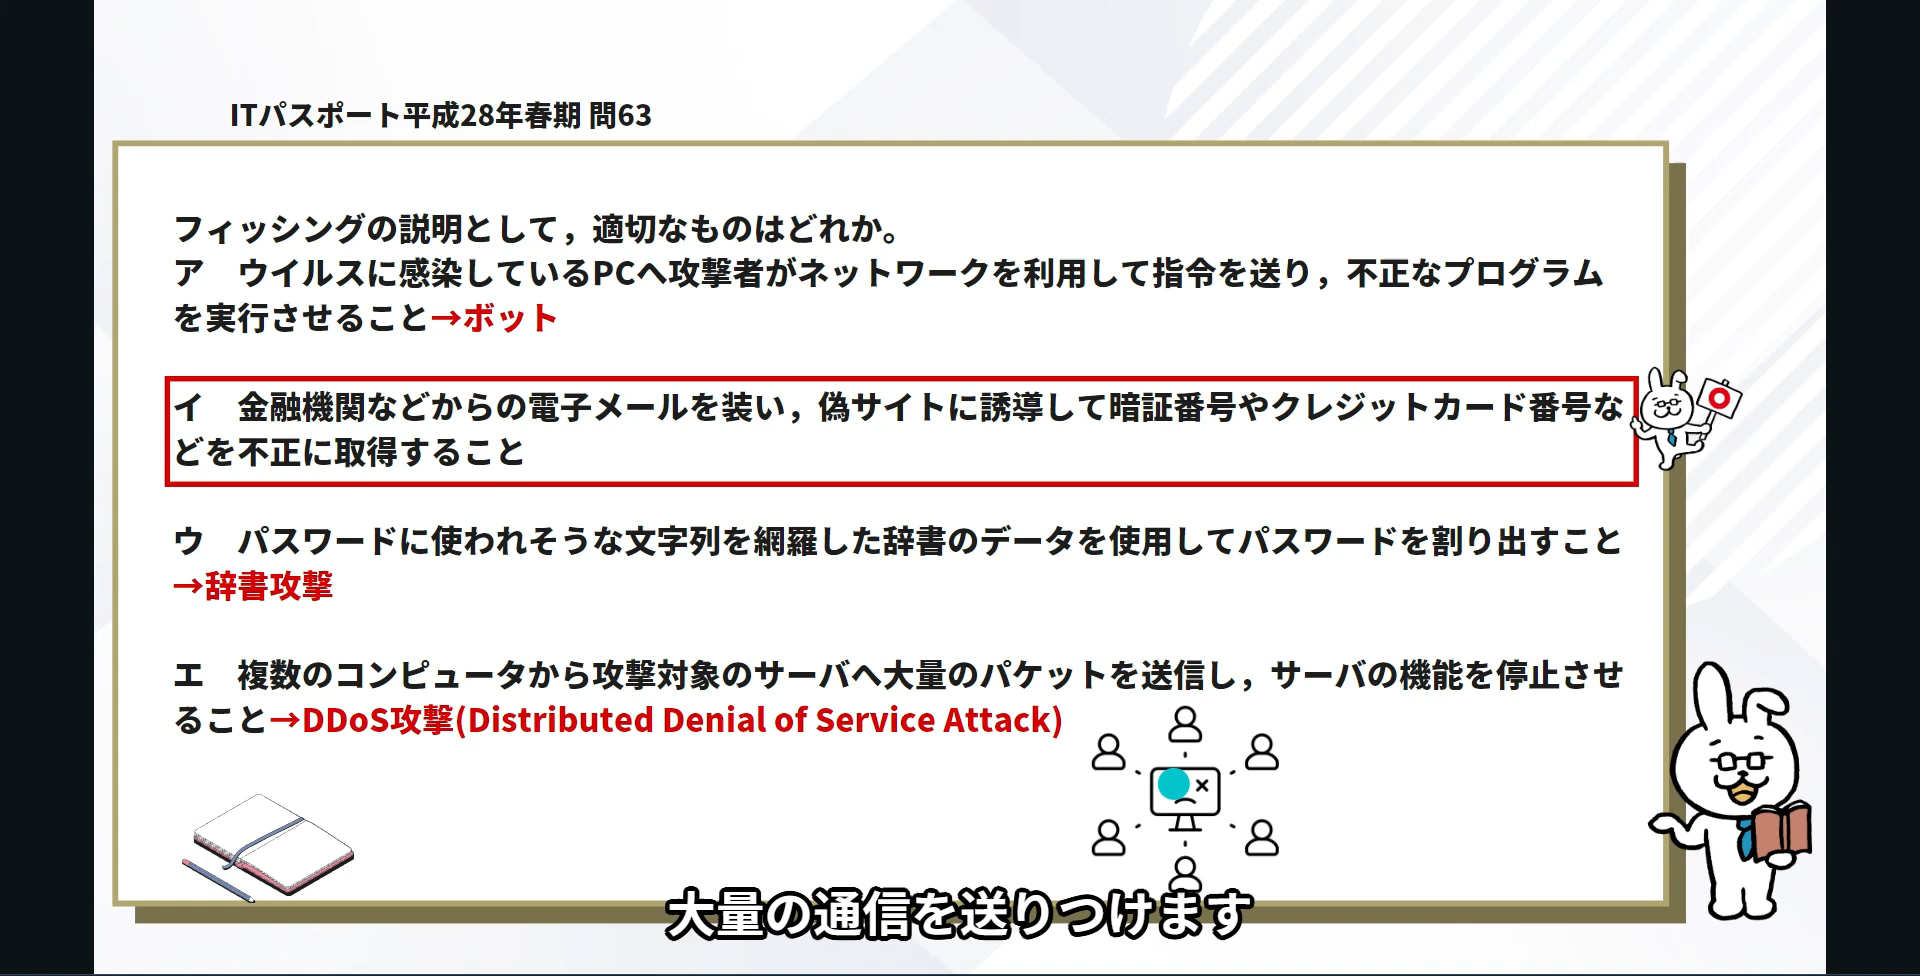 ITパスポート平成28年春期 問63
フィッシングの説明として，適切なものはどれか。
ア　ウイルスに感染しているPCへ攻撃者がネットワークを利用して指令を送り，不正なプログラム
を実行させること→ボット
イ　金融機関などからの電子メールを装い，偽サイトに誘導して暗証番号やクレジットカード番号な
どを不正に取得すること
ウ　パスワードに使われそうな文字列を網羅した辞書のデータを使用してパスワードを割り出すこと
→辞書攻撃
エ　複数のコンピュータから攻撃対象のサーバへ大量のパケットを送信し，サーバの機能を停止させ
ること→DDoS攻撃(Distributed Denial of Service Attack)
大量の通信を送りつけます